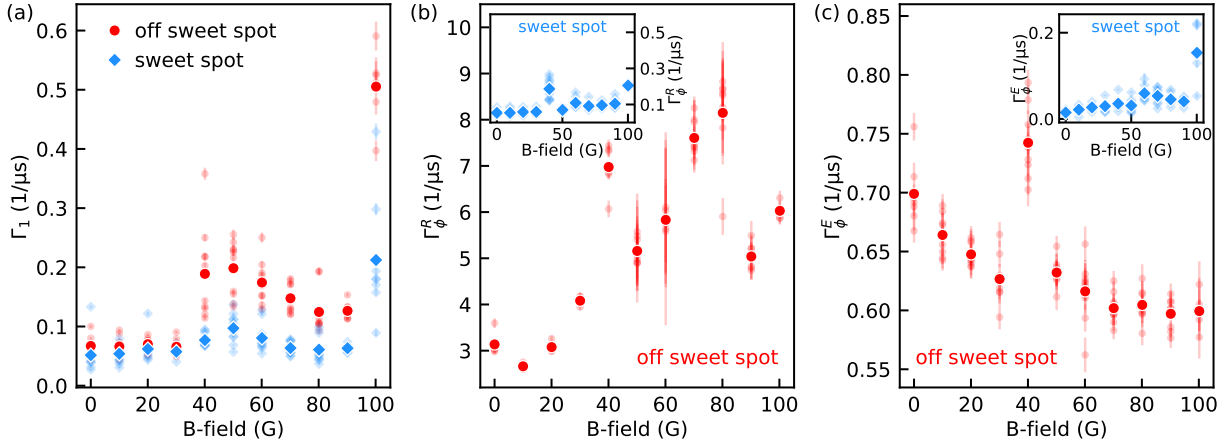 (a)
0.6
0.5
0.4
0.3
0.2
0.1
0.0
Γ₁ (1/μs)
off sweet spot
sweet spot
0 20 40 60 80 100
B-field (G)
(b)
10
9
8
7
6
5
4
3
Γ_ϕ^R (1/μs)
sweet spot
0.5
0.3
0.1
Γ_ϕ^R (1/μs)
0 50 100
B-field (G)
off sweet spot
0 20 40 60 80 100
B-field (G)
(c)
0.85
0.80
0.75
0.70
0.65
0.60
0.55
Γ_ϕ^E (1/μs)
sweet spot
0.2
0.0
Γ_ϕ^E (1/μs)
0 50 100
B-field (G)
off sweet spot
0 20 40 60 80 100
B-field (G)